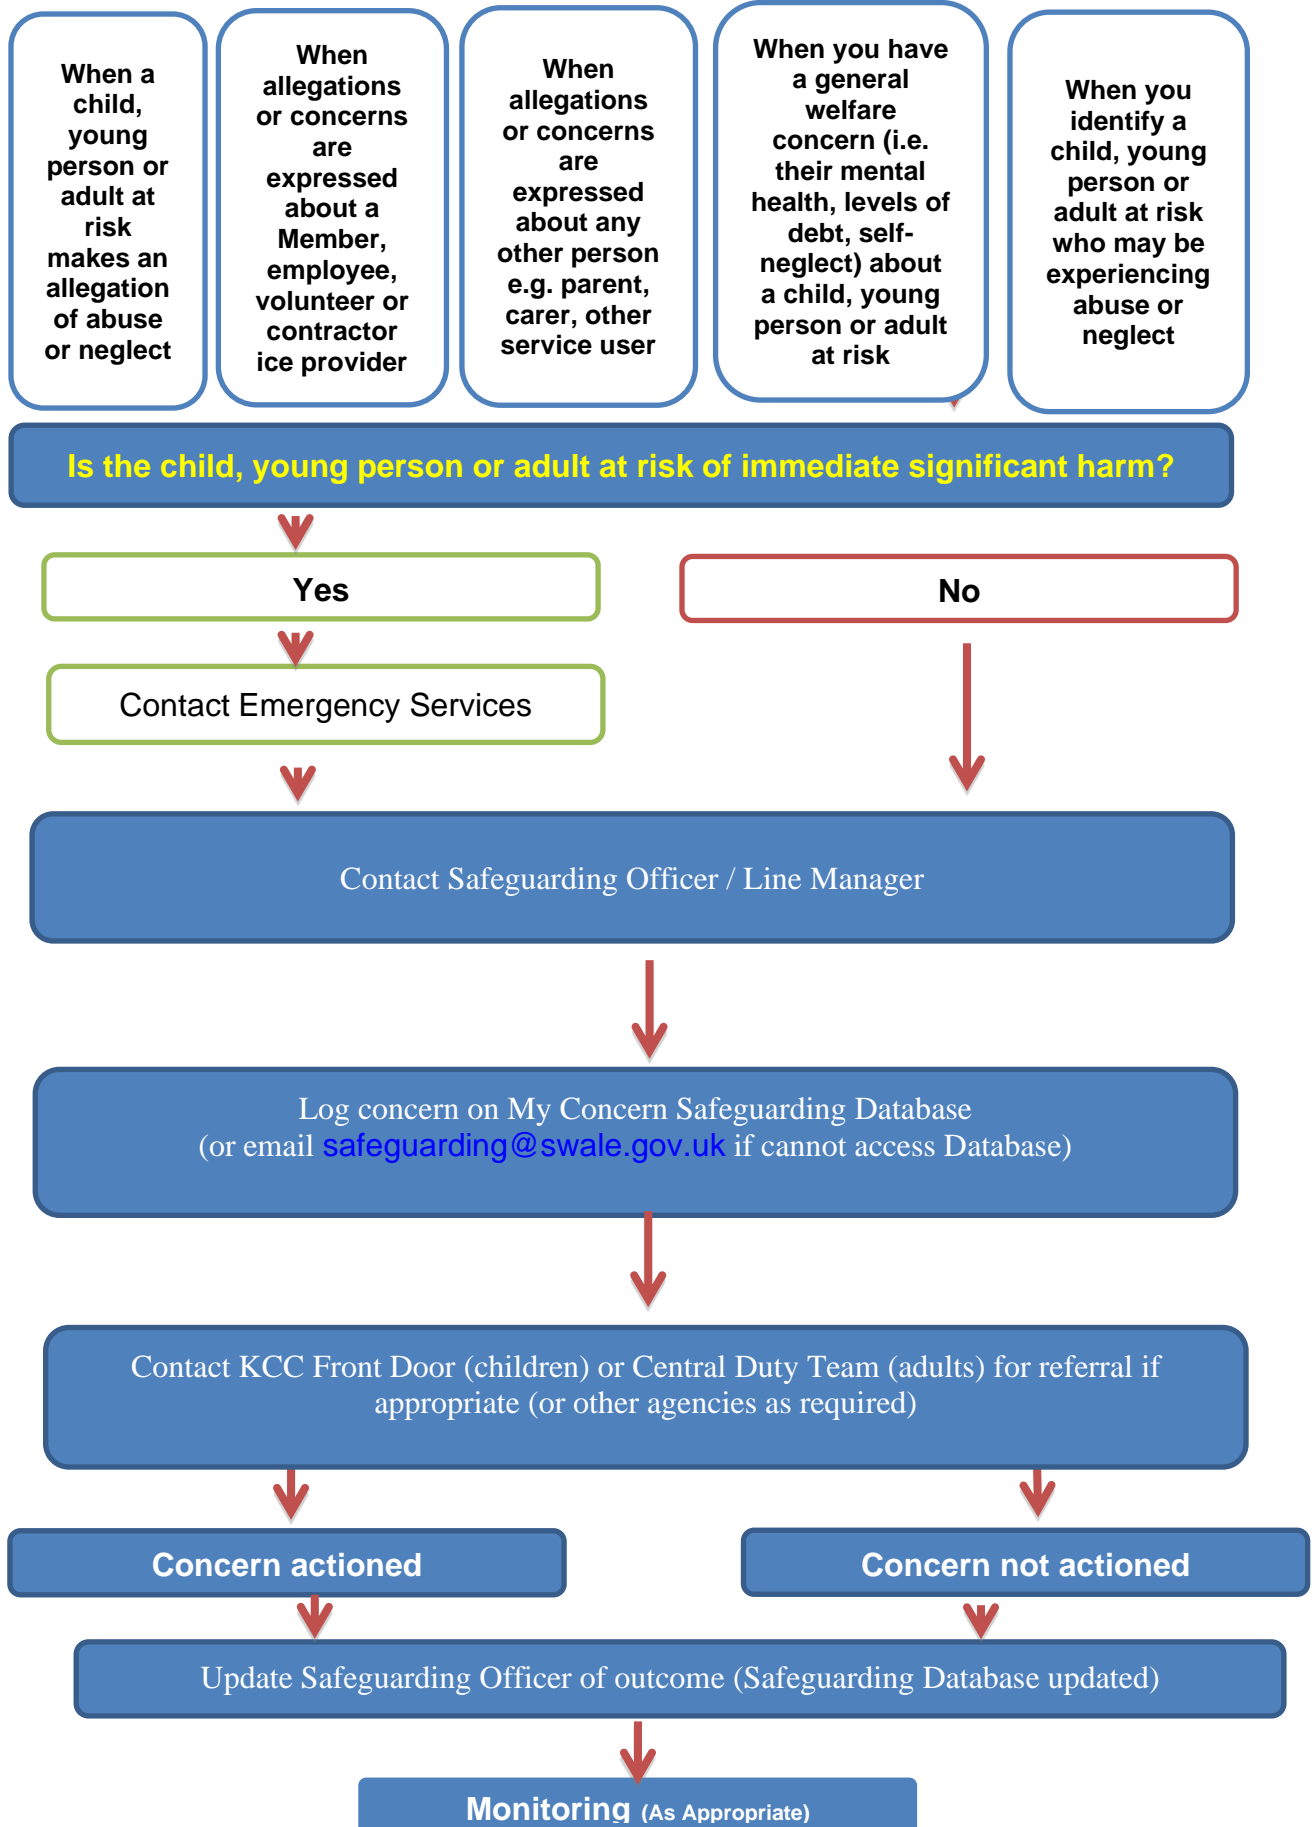 When a
child,
young
person or
adult at
risk
makes an
allegation
of abuse
or neglect
When
allegations
or concerns
are
expressed
about a
Member,
employee,
volunteer or
contractor
ice provider
When
allegations
or concerns
are
expressed
about any
other person
e.g. parent,
carer, other
service user
When you have
a general
welfare
concern (i.e.
their mental
health, levels of
debt, self-
neglect) about
a child, young
person or adult
at risk
When you
identify a
child, young
person or
adult at risk
who may be
experiencing
abuse or
neglect
Is the child, young person or adult at risk of immediate significant harm?
Yes
No
Contact Emergency Services
Contact Safeguarding Officer / Line Manager
Log concern on My Concern Safeguarding Database
(or email safeguarding@swale.gov.uk if cannot access Database)
Contact KCC Front Door (children) or Central Duty Team (adults) for referral if
appropriate (or other agencies as required)
Concern actioned
Concern not actioned
Update Safeguarding Officer of outcome (Safeguarding Database updated)
Monitoring (As Appropriate)